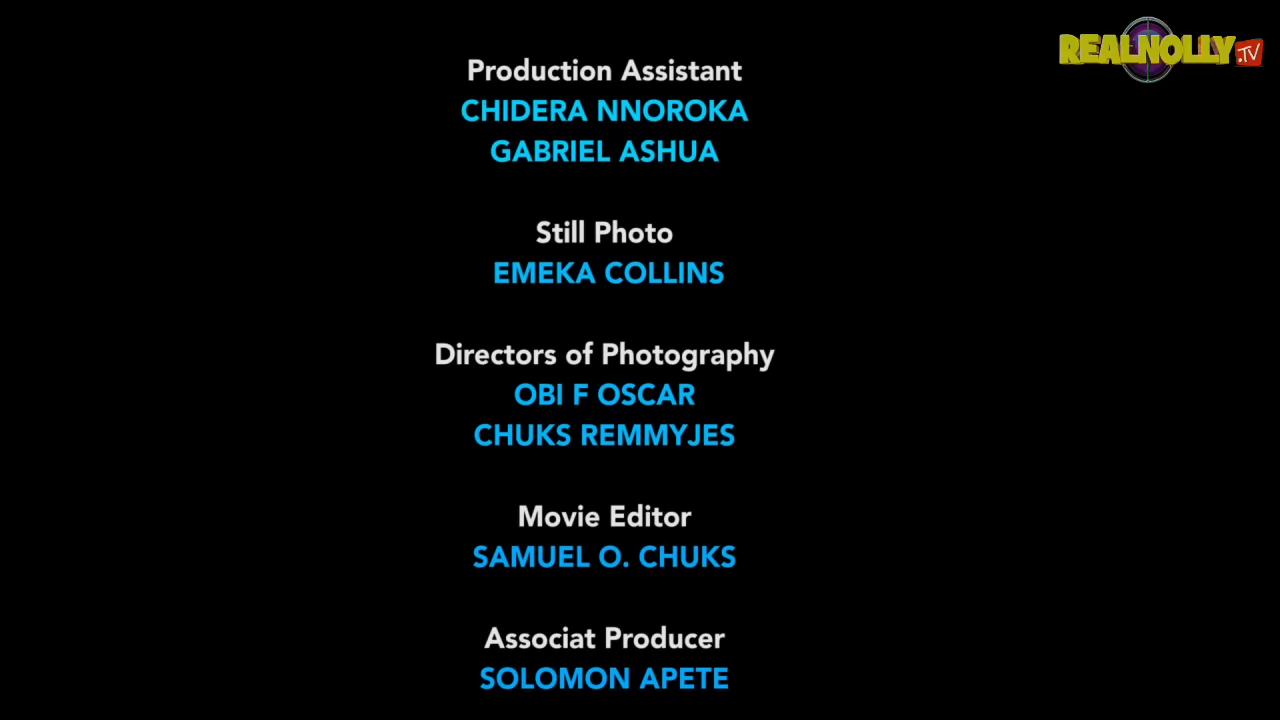 REALNOLLY.TV
Production Assistant
CHIDERA NNOROKA
GABRIEL ASHUA
Still Photo
EMEKA COLLINS
Directors of Photography
OBI F OSCAR
CHUKS REMMYJES
Movie Editor
SAMUEL O. CHUKS
Associat Producer
SOLOMON APETE